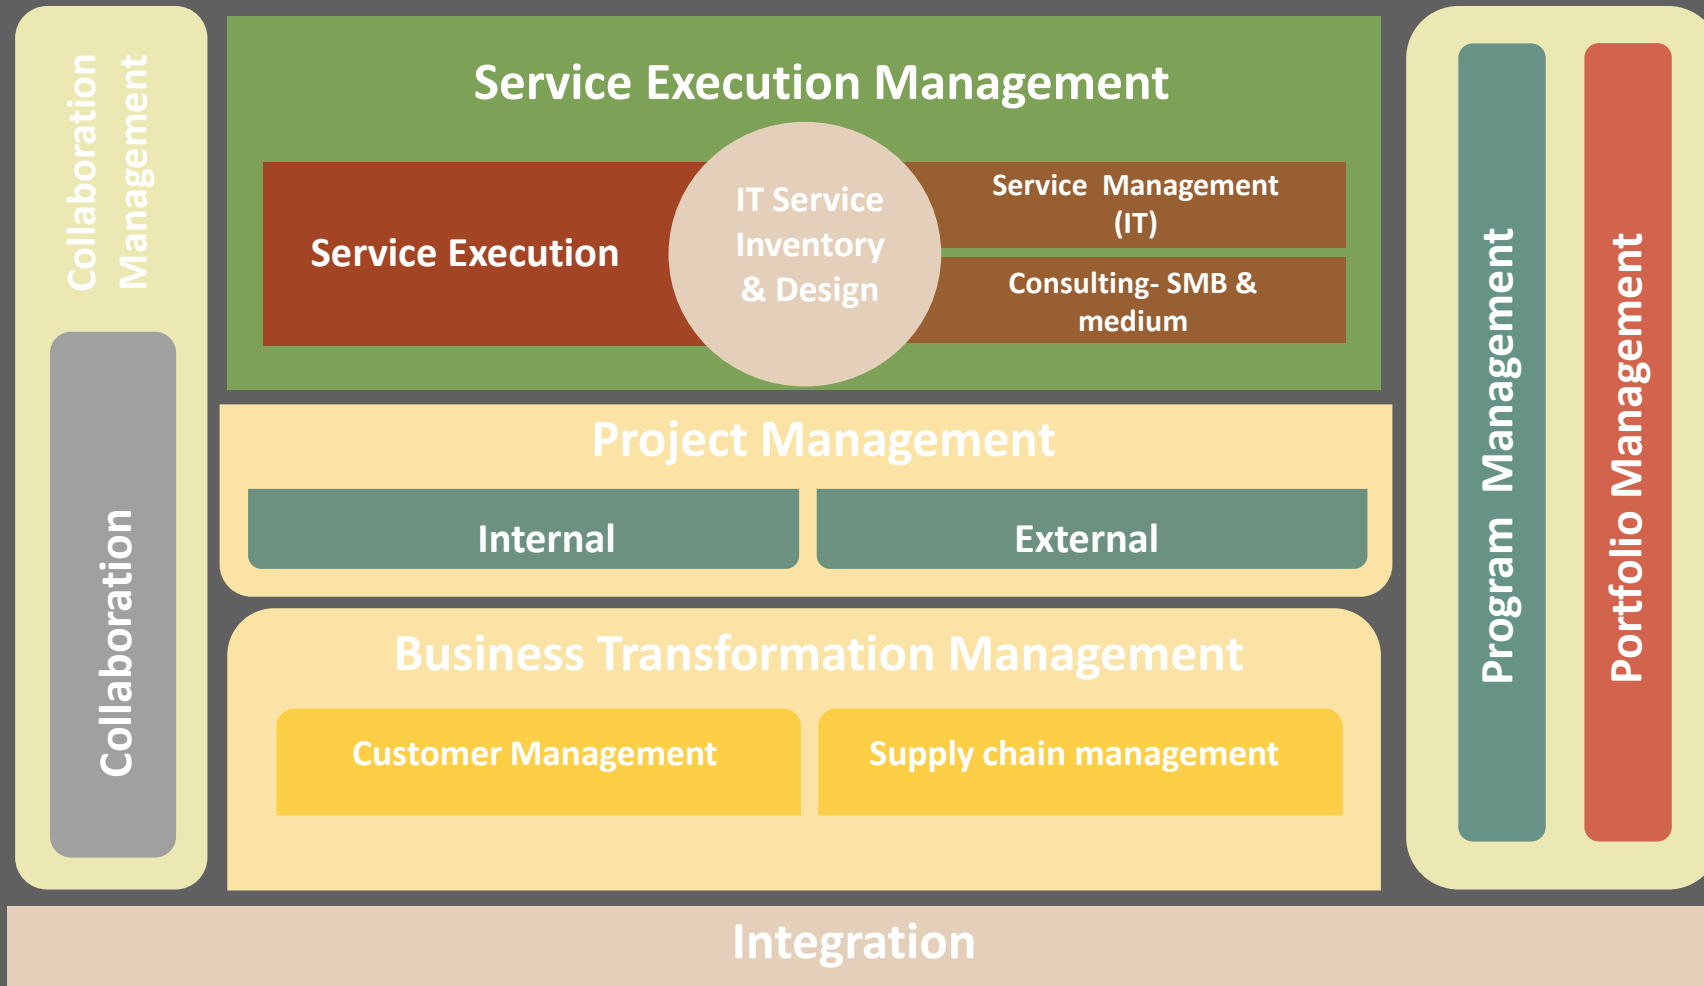 Collaboration
Management
Collaboration
Service Execution Management
Service Execution
IT Service
Inventory
& Design
Service  Management
(IT)
Consulting- SMB &
medium
Project Management
Internal
External
Business Transformation Management
Customer Management
Supply chain management
Program  Management
Portfolio Management
Integration